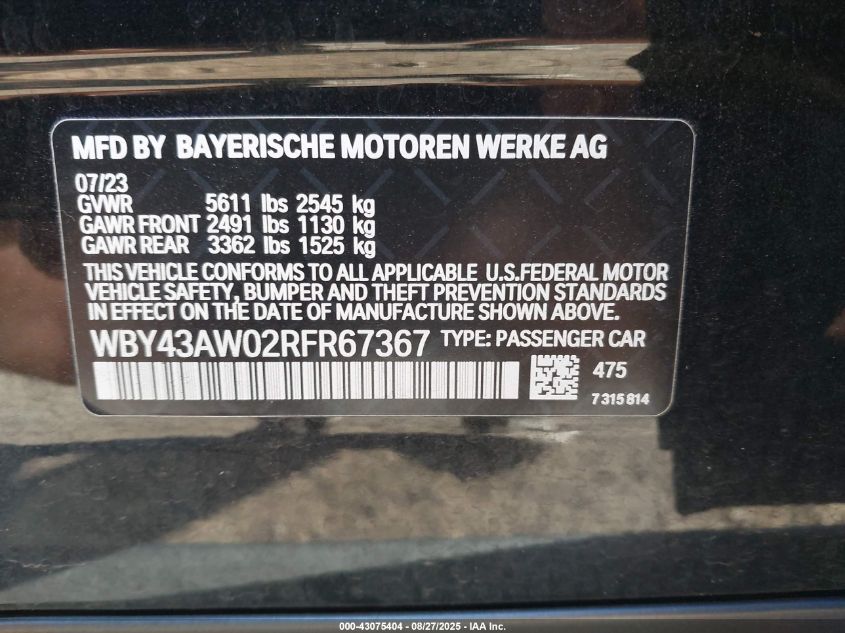 MFD BY BAYERISCHE MOTOREN WERKE AG
07/23
GVWR 5611 lbs 2545 kg
GAWR FRONT 2491 lbs 1130 kg
GAWR REAR 3362 lbs 1525 kg
THIS VEHICLE CONFORMS TO ALL APPLICABLE U.S.FEDERAL MOTOR
VEHICLE SAFETY, BUMPER AND THEFT PREVENTION STANDARDS
IN EFFECT ON THE DATE OF MANUFACTURE SHOWN ABOVE.
WBY43AW02RFR67367 TYPE: PASSENGER CAR
475
7315814
000-43075404 - 08/27/2025 - IAA Inc.